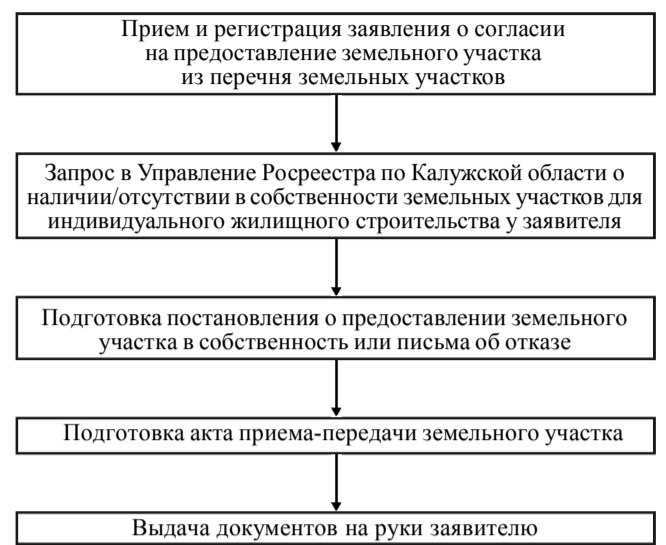 Прием и регистрация заявления о согласии
на предоставление земельного участка
из перечня земельных участков
Запрос в Управление Росреестра по Калужской области о
наличии/отсутствии в собственности земельных участков для
индивидуального жилищного строительства у заявителя
Подготовка постановления о предоставлении земельного
участка в собственность или письма об отказе
Подготовка акта приема-передачи земельного участка
Выдача документов на руки заявителю